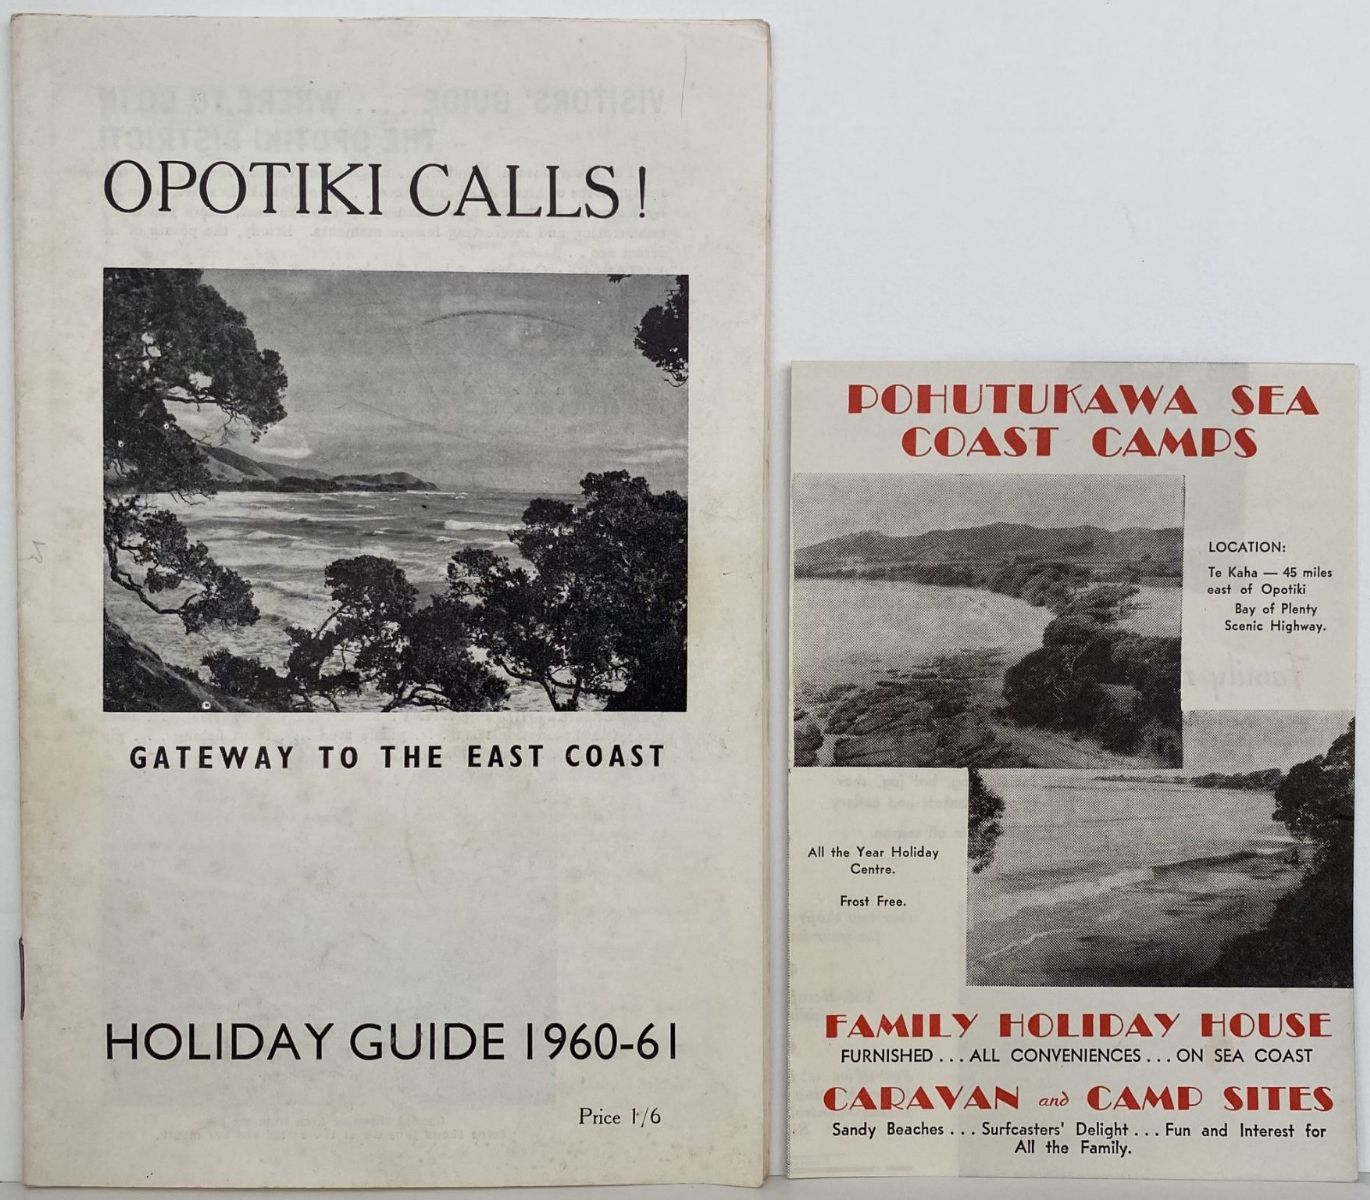 OPOTIKI CALLS!
GATEWAY TO THE EAST COAST
HOLIDAY GUIDE 1960-61
Price 1/6
POHUTUKAWA SEA
COAST CAMPS
LOCATION:
Te Kaha — 45 miles
east of Opotiki
Bay of Plenty
Scenic Highway.
All the Year Holiday
Centre.
Frost Free.
FAMILY HOLIDAY HOUSE
FURNISHED . . . ALL CONVENIENCES . . . ON SEA COAST
CARAVAN and CAMP SITES
Sandy Beaches . . . Surfcasters' Delight . . . Fun and Interest for
All the Family.